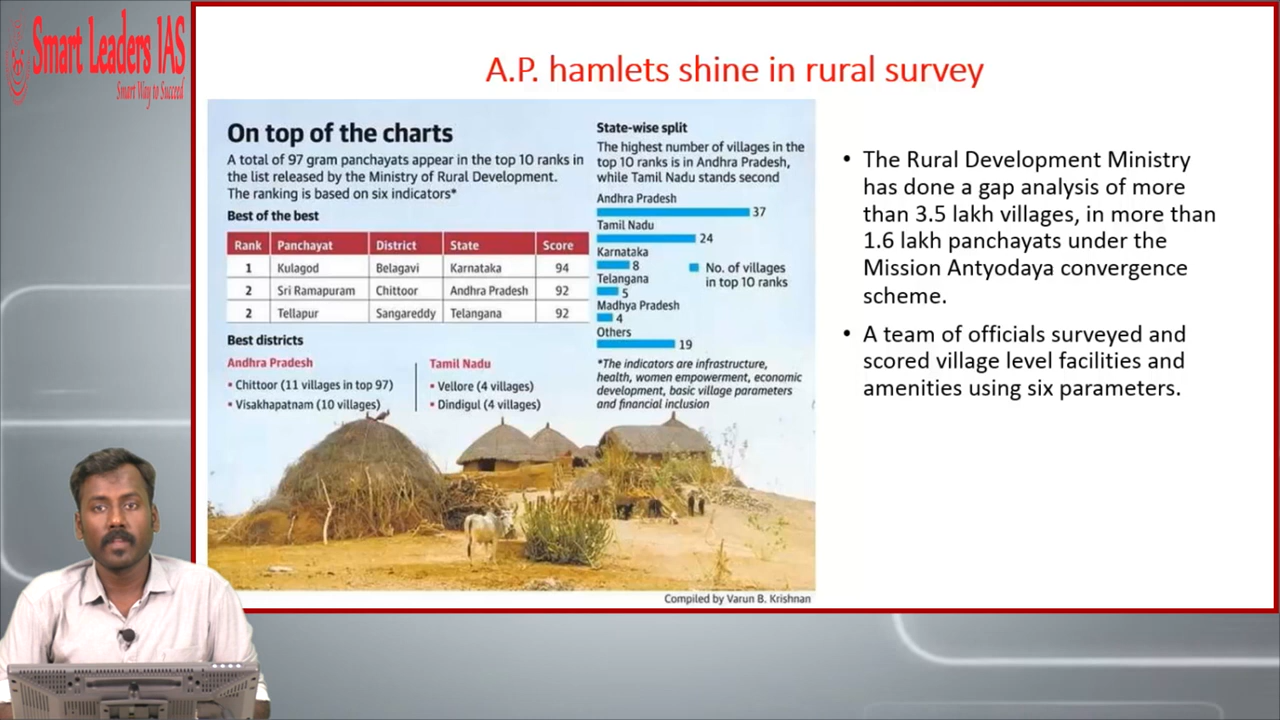 Smart Leaders IAS
Smart Way to Succeed
A.P. hamlets shine in rural survey
On top of the charts
A total of 97 gram panchayats appear in the top 10 ranks in
the list released by the Ministry of Rural Development.
The ranking is based on six indicators*
Best of the best
Rank Panchayat District State Score
1 Kulagod Belagavi Karnataka 94
2 Sri Ramapuram Chittoor Andhra Pradesh 92
2 Tellapur Sangareddy Telangana 92
Best districts
Andhra Pradesh
• Chittoor (11 villages in top 97)
• Visakhapatnam (10 villages)
Tamil Nadu
• Vellore (4 villages)
• Dindigul (4 villages)
State-wise split
The highest number of villages in the
top 10 ranks is in Andhra Pradesh,
while Tamil Nadu stands second
Andhra Pradesh
37
Tamil Nadu
24
Karnataka
8
Telangana
5
Madhya Pradesh
4
Others
19
No. of villages
in top 10 ranks
*The indicators are infrastructure,
health, women empowerment, economic
development, basic village parameters
and financial inclusion
Compiled by Varun B. Krishnan
• The Rural Development Ministry
has done a gap analysis of more
than 3.5 lakh villages, in more than
1.6 lakh panchayats under the
Mission Antyodaya convergence
scheme.
• A team of officials surveyed and
scored village level facilities and
amenities using six parameters.